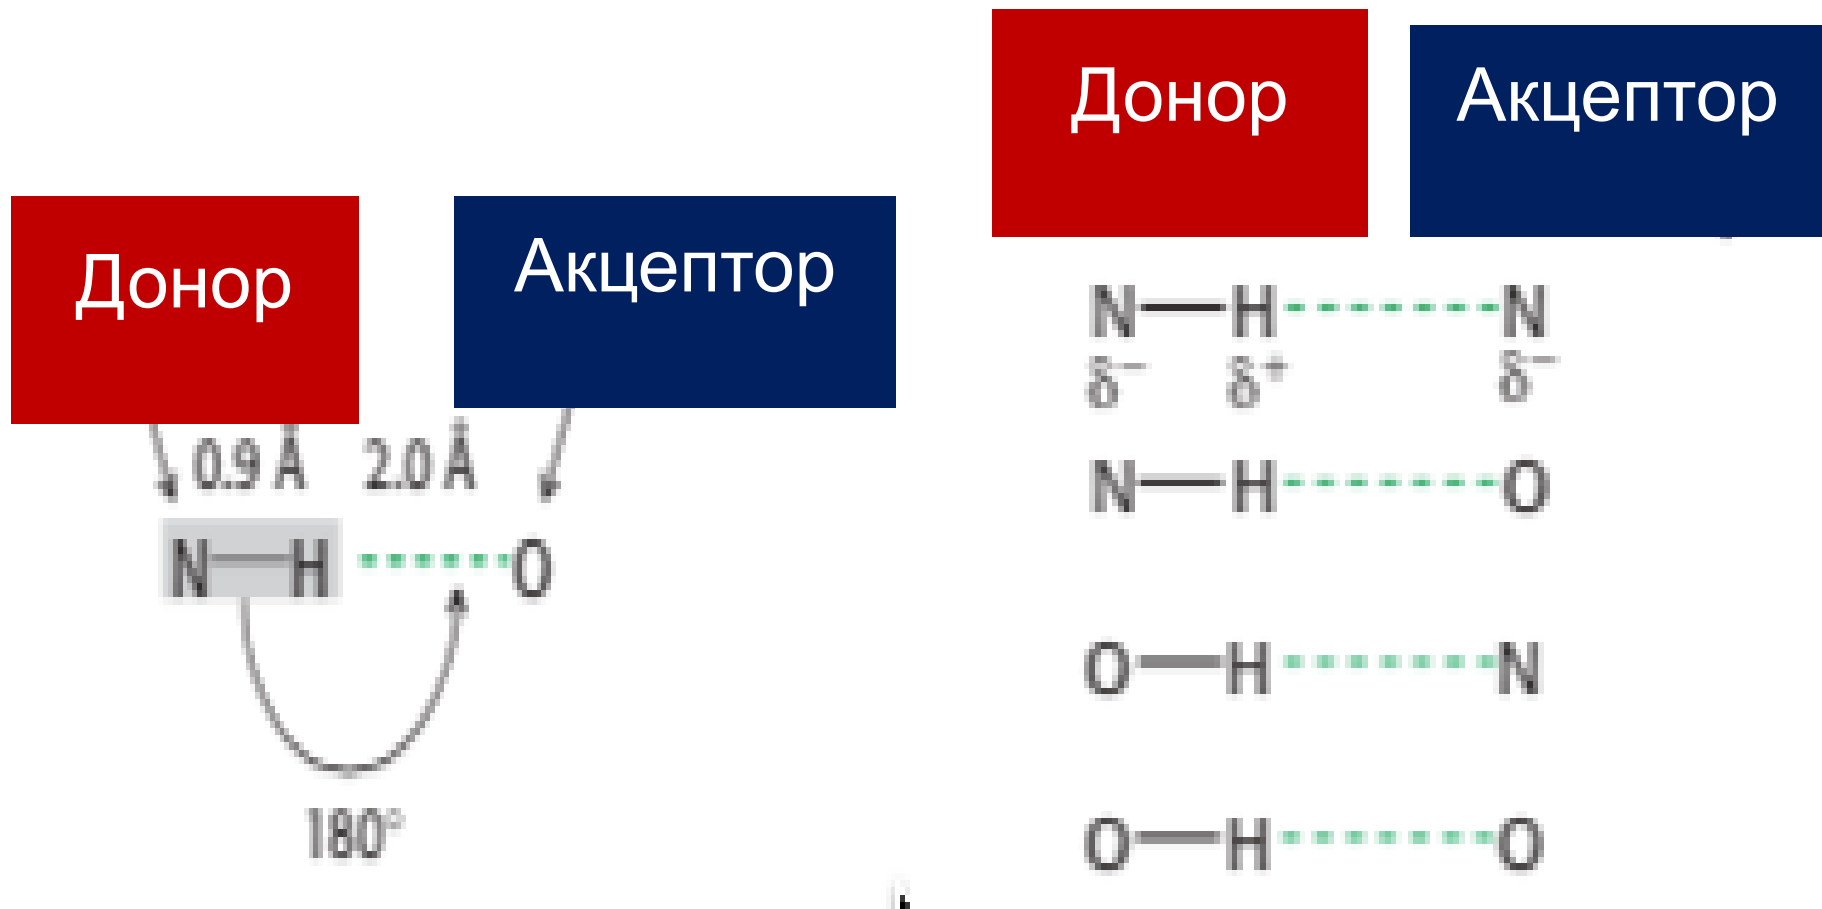 Донор
Акцептор
0.9 Å 2.0 Å
N H O
180°
Донор
Акцептор
N H N
δ− δ+ δ−
N H O
O H N
O H O